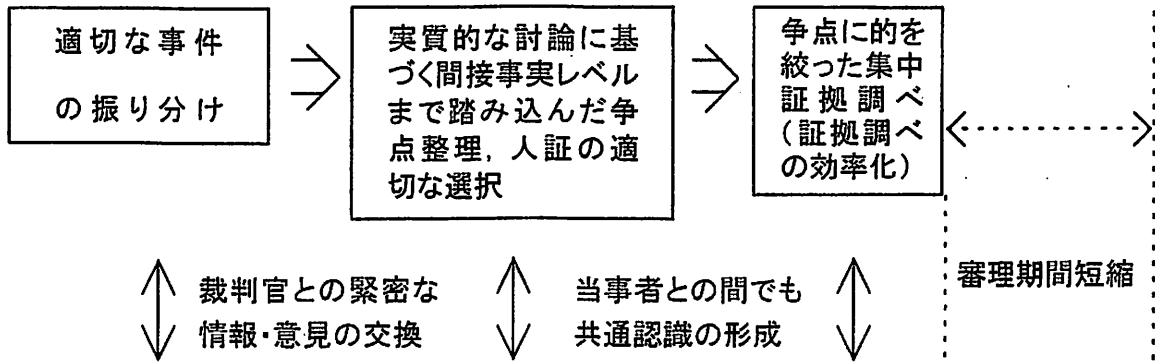 適切な事件
の振り分け
実質的な討論に基
づく間接事実レベル
まで踏み込んだ争
点整理，人証の適
切な選択
争点に的を
絞った集中
証拠調べ
（証拠調べ
の効率化）
裁判官との緊密な
情報・意見の交換
当事者との間でも
共通認識の形成
審理期間短縮